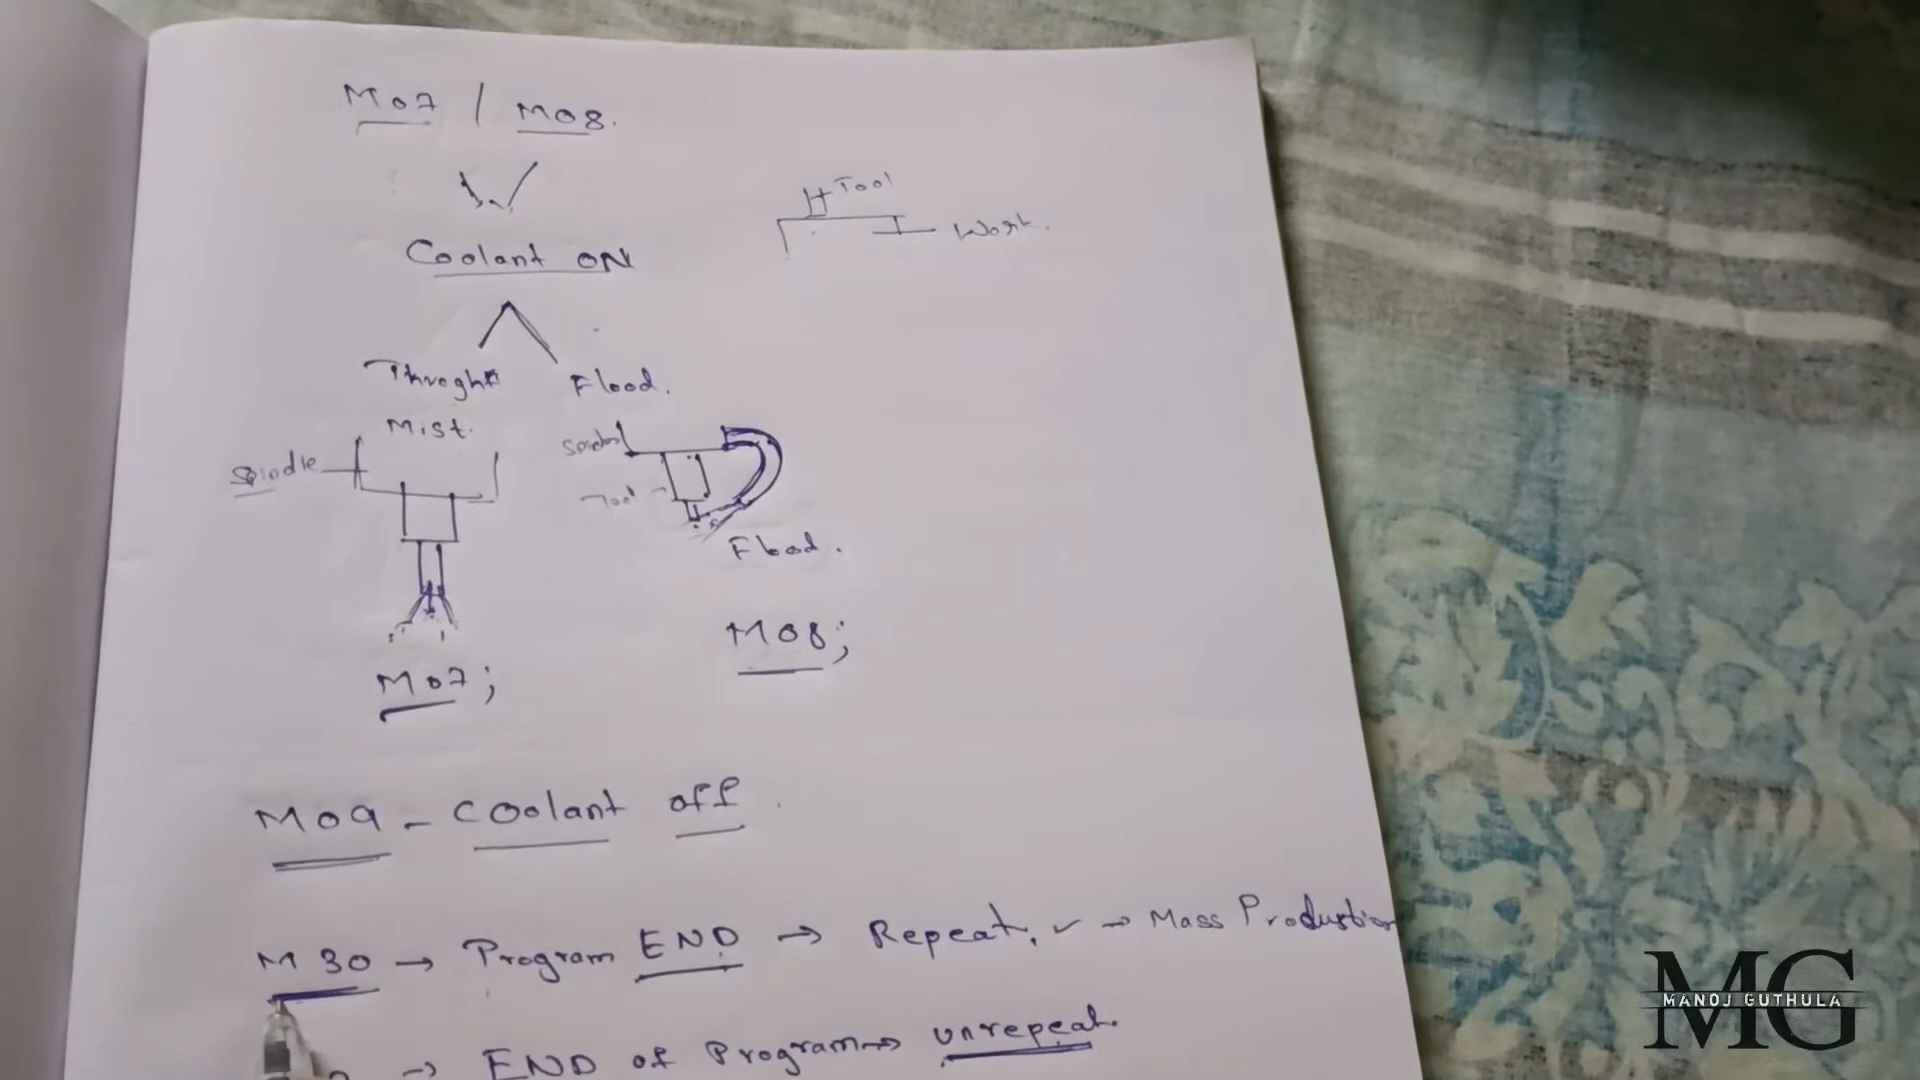 M07 / M08.
Tool
Work.
Coolant ON
Through Flood.
Mist.
Spindle
Tool
Flood.
M08;
M07;
M09 - Coolant off.
M30 → Program END → Repeat. ✓ → Mass Production
→ END of Program → unrepeat.
MG
MANOJ GUTHULA